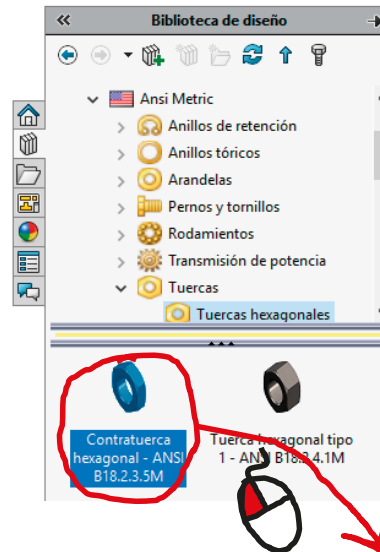 Biblioteca de diseño
Ansi Metric
Anillos de retención
Anillos tóricos
Arandelas
Pernos y tornillos
Rodamientos
Transmisión de potencia
Tuercas
Tuercas hexagonales
Contratuerca
hexagonal - ANSI
B18.2.3.5M
Tuerca hexagonal tipo
1 - ANSI B18.2.4.1M